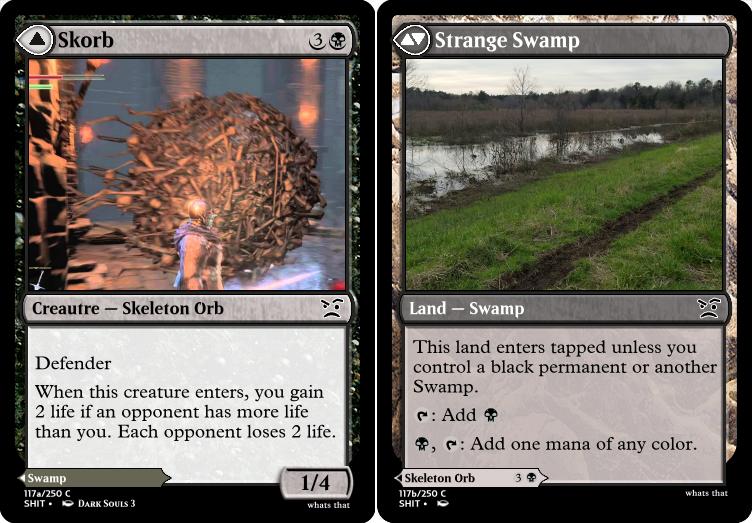 Skorb
3
Creautre — Skeleton Orb
Defender
When this creature enters, you gain
2 life if an opponent has more life
than you. Each opponent loses 2 life.
Swamp
1/4
117a/250 C
SHIT • Dark Souls 3
whats that
Strange Swamp
Land — Swamp
This land enters tapped unless you
control a black permanent or another
Swamp.
: Add
, : Add one mana of any color.
Skeleton Orb 3
117b/250 C
SHIT •
whats that